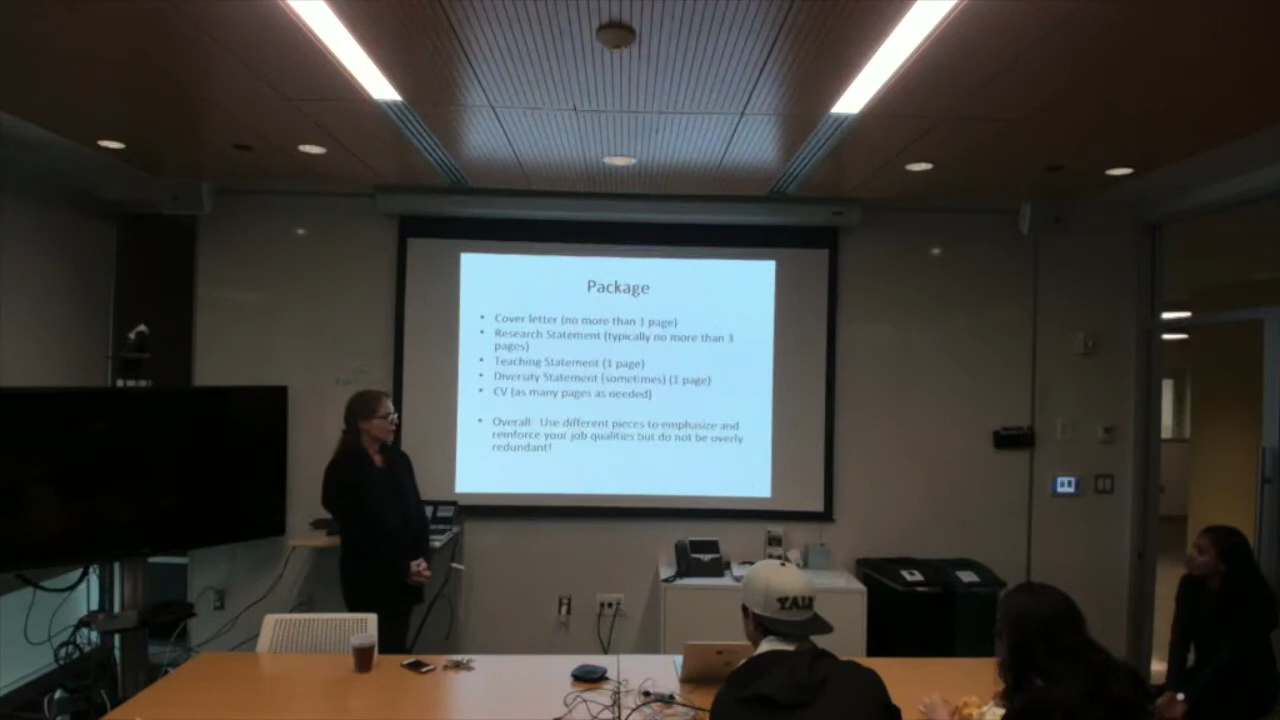 Package
• Cover letter (no more than 1 page)
• Research Statement (typically no more than 3
pages)
• Teaching Statement (1 page)
• Diversity Statement (sometimes) (1 page)
• CV (as many pages as needed)
• Overall: Use different pieces to emphasize and
reinforce your job qualities but do not be overly
redundant!
YALE